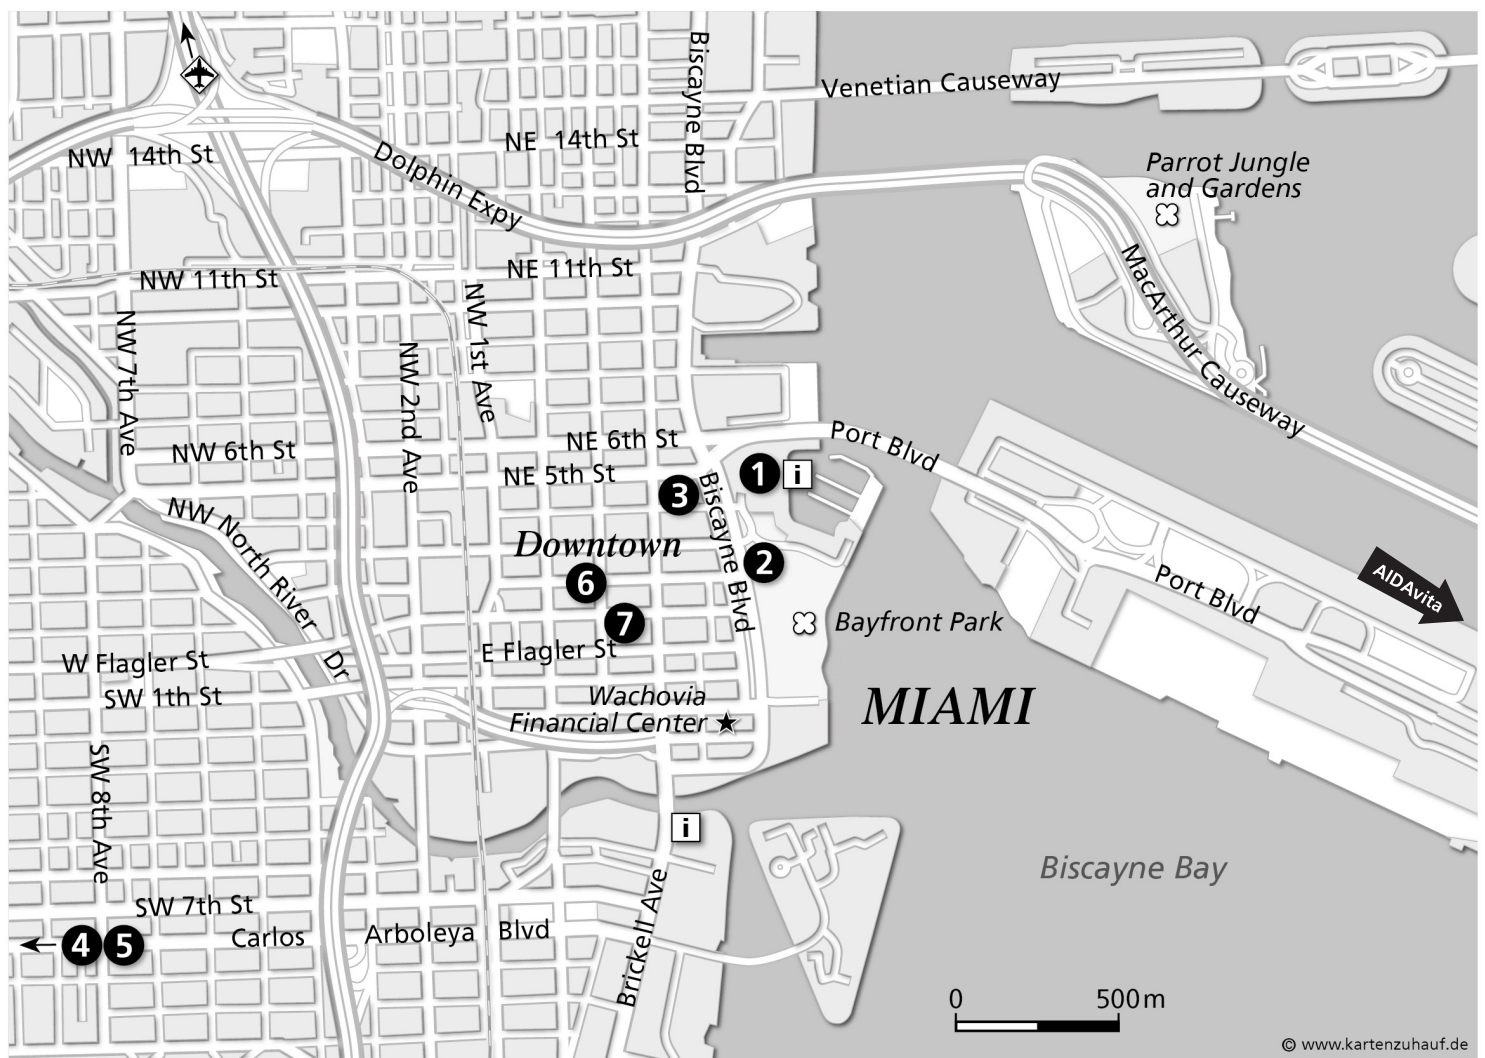 Biscayne Blvd
Venetian Causeway
NE 14th St
NW 14th St
Dolphin Expy
Parrot Jungle
and Gardens
MacArthur Causeway
NE 11th St
NW 11th St
NW 1st Ave
NW 7th Ave
NW 2nd Ave
NE 6th St
Port Blvd
NW 6th St
NE 5th St
1
i
3
Biscayne Blvd
NW North River Dr
Downtown
2
6
7
AIDAvita
Port Blvd
Bayfront Park
E Flagler St
W Flagler St
SW 1th St
Wachovia
Financial Center
MIAMI
SW 8th Ave
i
Biscayne Bay
Brickell Ave
SW 7th St
4
5
Carlos Arboleya Blvd
0 500 m
© www.kartenzuhauf.de